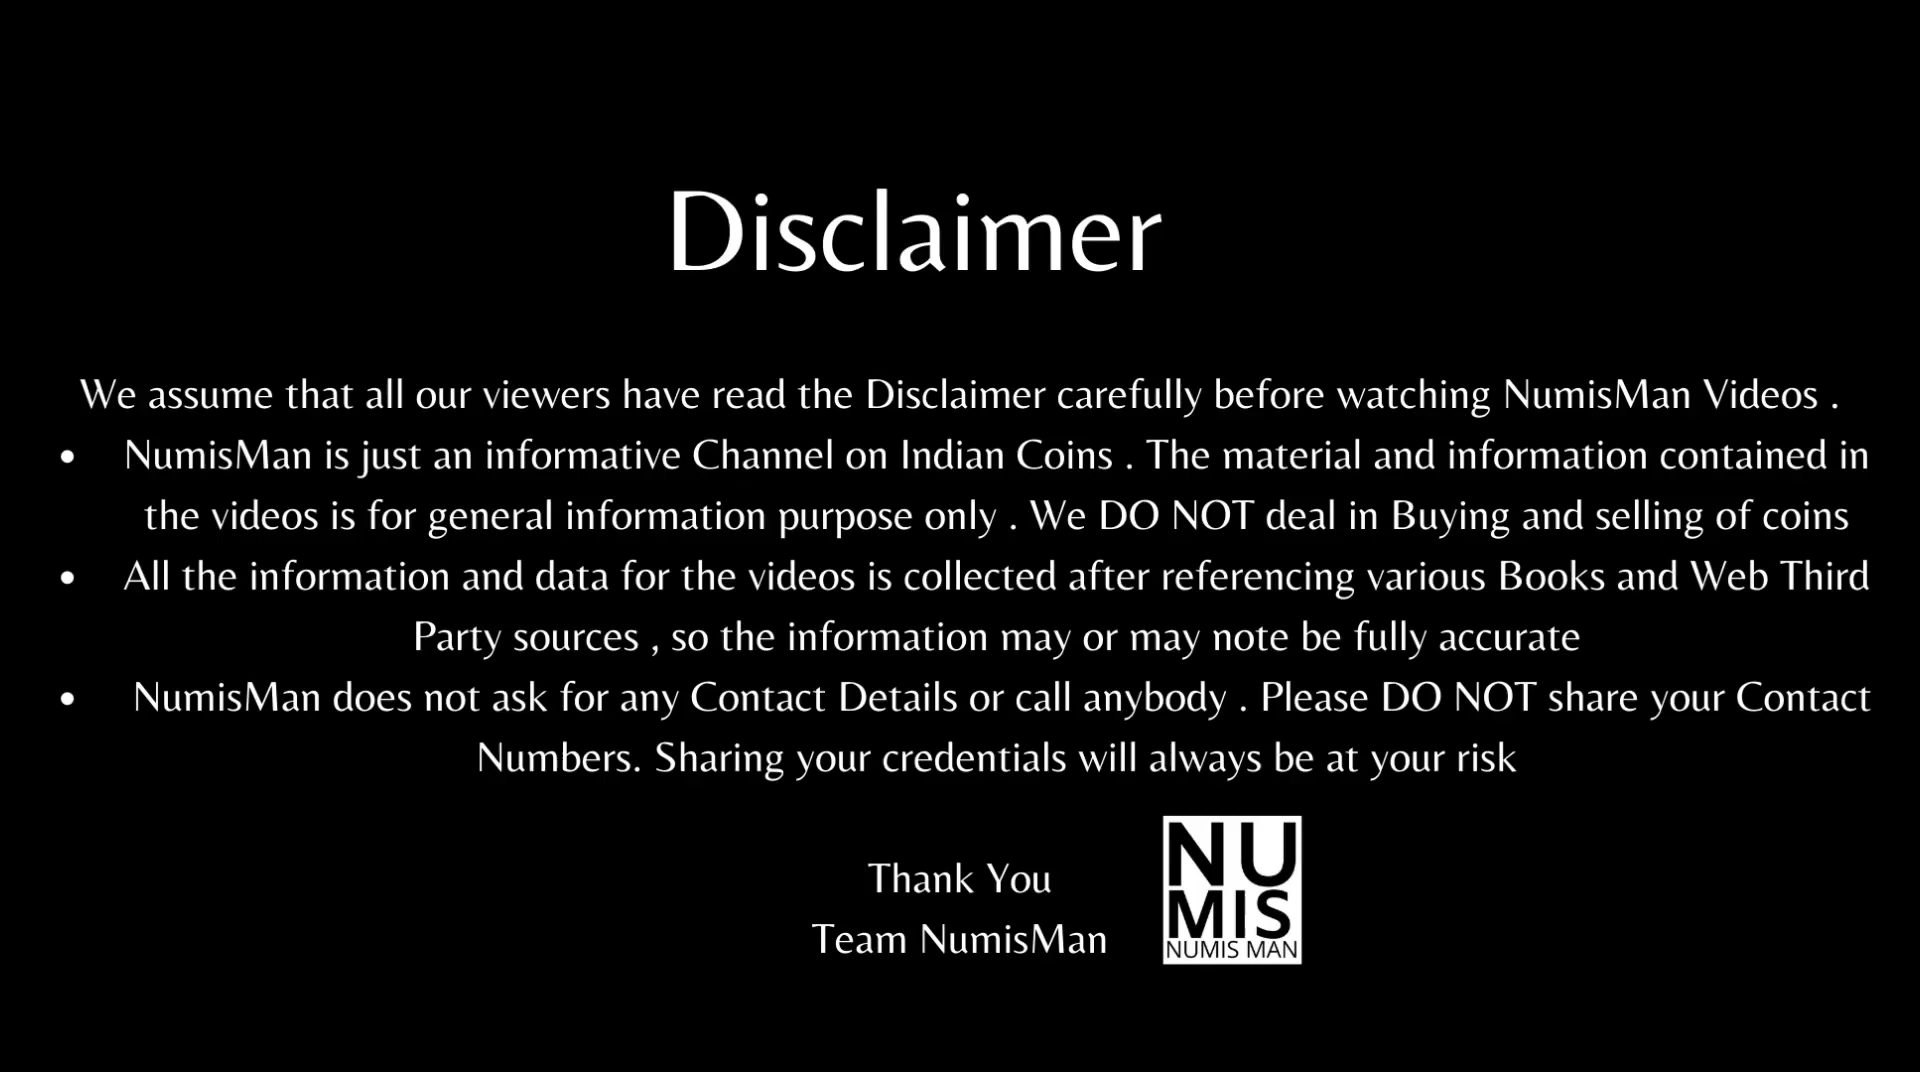 Disclaimer
We assume that all our viewers have read the Disclaimer carefully before watching NumisMan Videos .
• NumisMan is just an informative Channel on Indian Coins . The material and information contained in
the videos is for general information purpose only . We DO NOT deal in Buying and selling of coins
• All the information and data for the videos is collected after referencing various Books and Web Third
Party sources , so the information may or may note be fully accurate
• NumisMan does not ask for any Contact Details or call anybody . Please DO NOT share your Contact
Numbers. Sharing your credentials will always be at your risk
Thank You
Team NumisMan
NU
MIS
NUMIS MAN